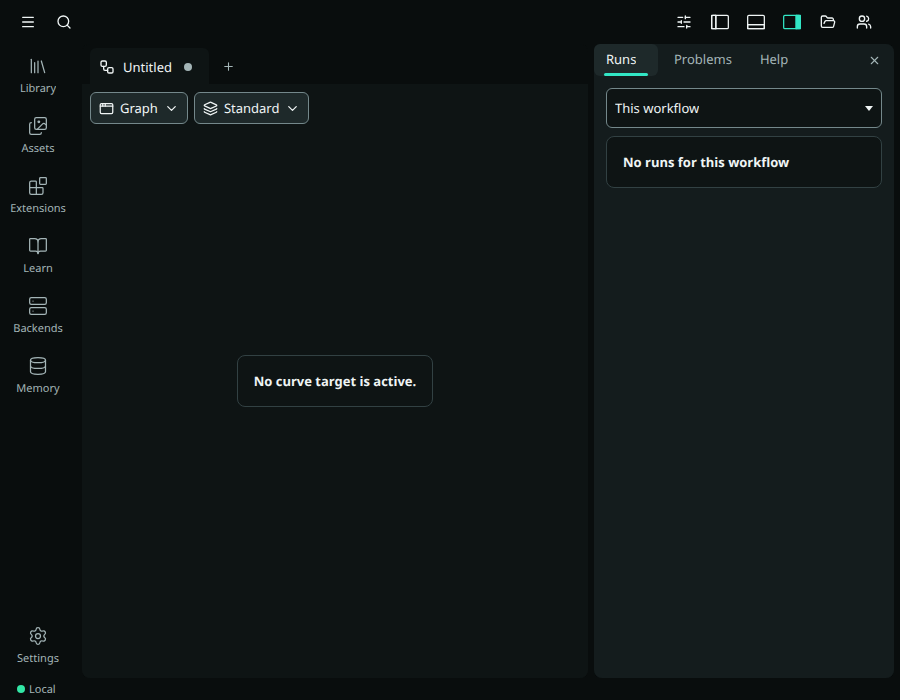 Untitled
Runs
Problems
Help
Library
Assets
Extensions
Learn
Backends
Memory
Settings
Local
Graph
Standard
No curve target is active.
This workflow
No runs for this workflow